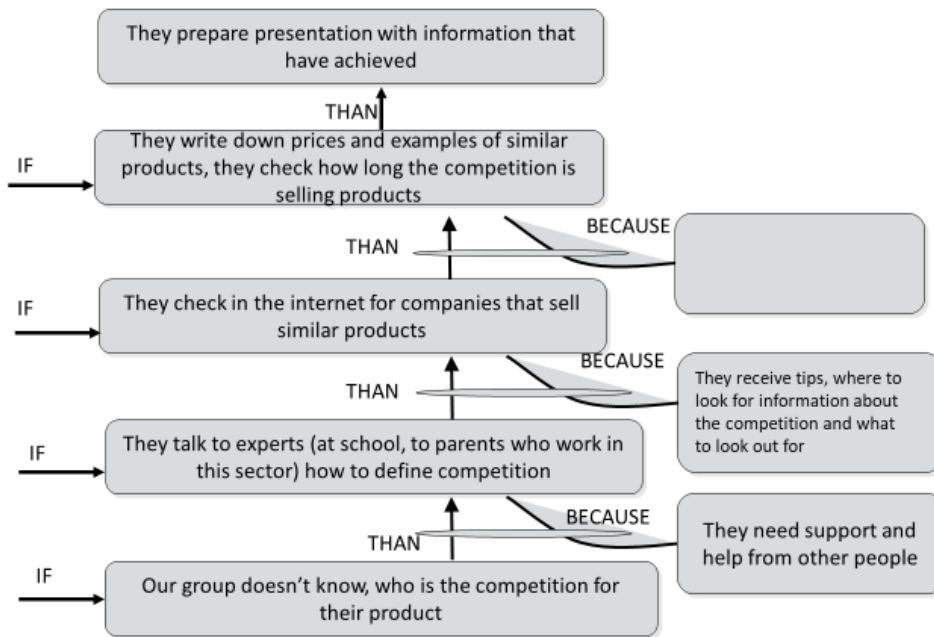 They prepare presentation with information that
have achieved
THAN
IF
They write down prices and examples of similar
products, they check how long the competition is
selling products
THAN
BECAUSE
IF
They check in the internet for companies that sell
similar products
THAN
BECAUSE
They receive tips, where to
look for information about
the competition and what
to look out for
IF
They talk to experts (at school, to parents who work in
this sector) how to define competition
THAN
BECAUSE
They need support and
help from other people
IF
Our group doesn't know, who is the competition for
their product